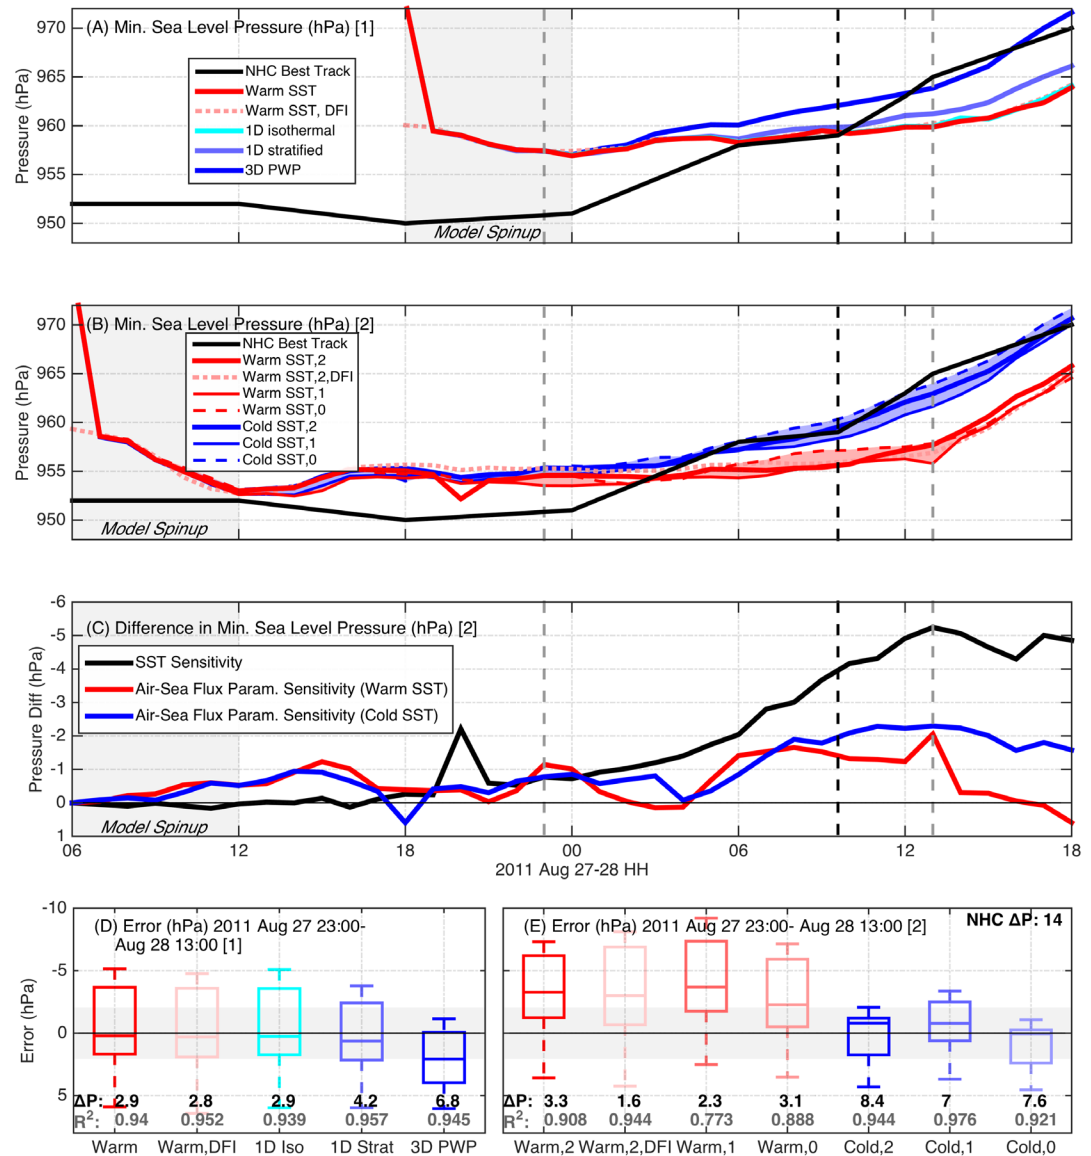 (A) Min. Sea Level Pressure (hPa) [1]
Pressure (hPa)
970
965
960
955
950
NHC Best Track
Warm SST
Warm SST, DFI
1D isothermal
1D stratified
3D PWP
Model Spinup
(B) Min. Sea Level Pressure (hPa) [2]
Pressure (hPa)
970
965
960
955
950
NHC Best Track
Warm SST,2
Warm SST,2,DFI
Warm SST,1
Warm SST,0
Cold SST,2
Cold SST,1
Cold SST,0
Model Spinup
(C) Difference in Min. Sea Level Pressure (hPa) [2]
Pressure Diff (hPa)
-6
-5
-4
-3
-2
-1
0
1
SST Sensitivity
Air-Sea Flux Param. Sensitivity (Warm SST)
Air-Sea Flux Param. Sensitivity (Cold SST)
Model Spinup
06 12 18 00 06 12 18
2011 Aug 27-28 HH
(D) Error (hPa) 2011 Aug 27 23:00-
Aug 28 13:00 [1]
Error (hPa)
-10
-5
0
5
ΔP: 2.9 2.8 2.9 4.2 6.8
R2: 0.94 0.952 0.939 0.957 0.945
Warm Warm,DFI 1D Iso 1D Strat 3D PWP
(E) Error (hPa) 2011 Aug 27 23:00- Aug 28 13:00 [2]
NHC ΔP: 14
3.3 1.6 2.3 3.1 8.4 7 7.6
ΔP:
R2: 0.908 0.944 0.773 0.888 0.944 0.976 0.921
Warm,2 Warm,2,DFI Warm,1 Warm,0 Cold,2 Cold,1 Cold,0